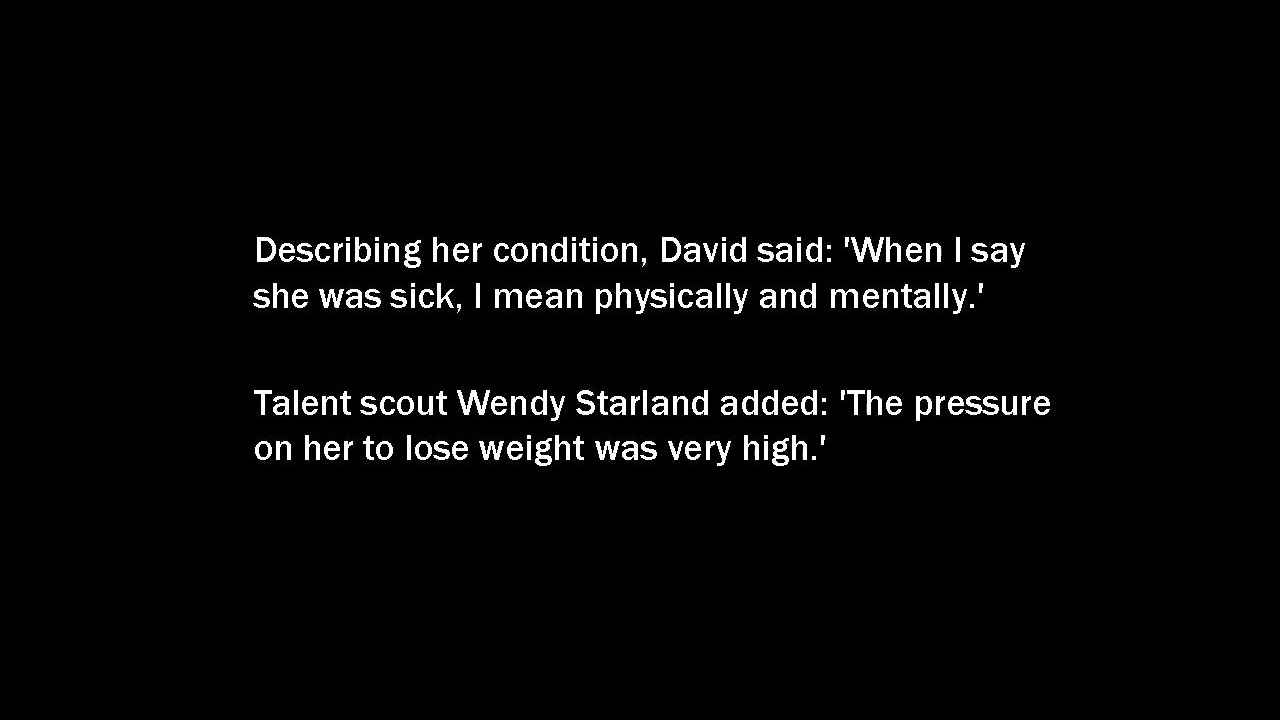 Describing her condition, David said: 'When I say
she was sick, I mean physically and mentally.'
Talent scout Wendy Starland added: 'The pressure
on her to lose weight was very high.'